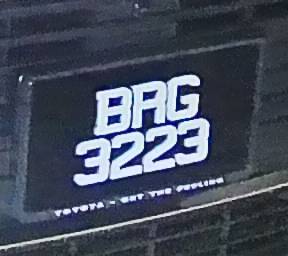 BRG
3223
TOYOTA - GET THE FEELING